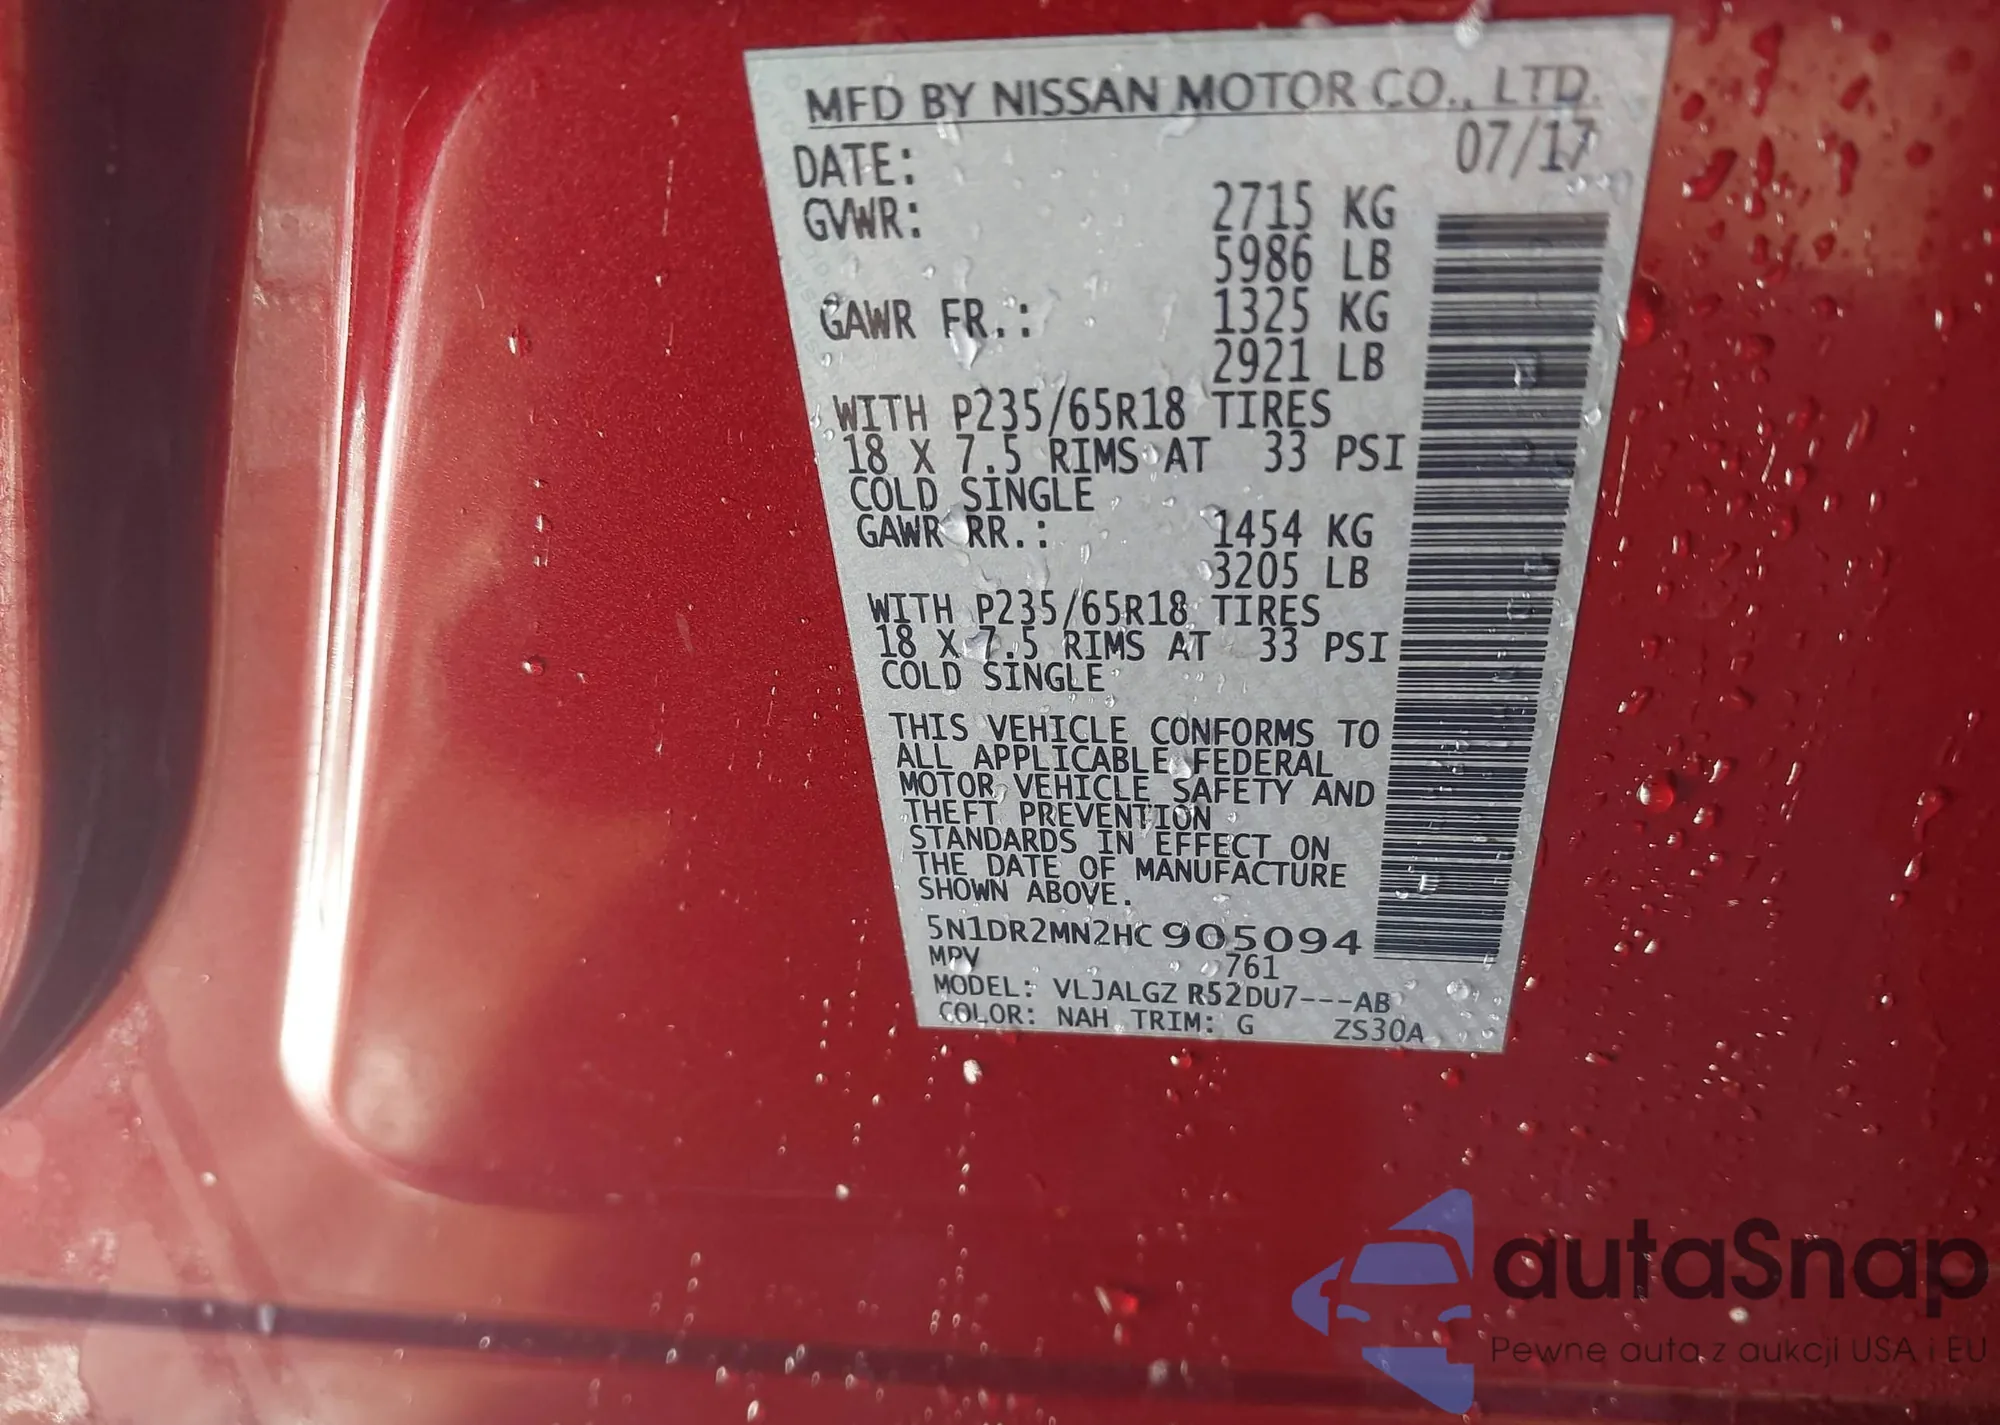 MFD BY NISSAN MOTOR CO., LTD.
DATE: 07/17
GVWR: 2715 KG
5986 LB
GAWR FR.: 1325 KG
2921 LB
WITH P235/65R18 TIRES
18 X 7.5 RIMS AT 33 PSI
COLD SINGLE
GAWR RR.: 1454 KG
3205 LB
WITH P235/65R18 TIRES
18 X 7.5 RIMS AT 33 PSI
COLD SINGLE
THIS VEHICLE CONFORMS TO
ALL APPLICABLE FEDERAL
MOTOR VEHICLE SAFETY AND
THEFT PREVENTION
STANDARDS IN EFFECT ON
THE DATE OF MANUFACTURE
SHOWN ABOVE.
5N1DR2MN2HC905094
MPV 761
MODEL: VLJALGZ R52DU7---AB
COLOR: NAH TRIM: G ZS30A
autaSnap
Pewne auta z aukcji USA i EU